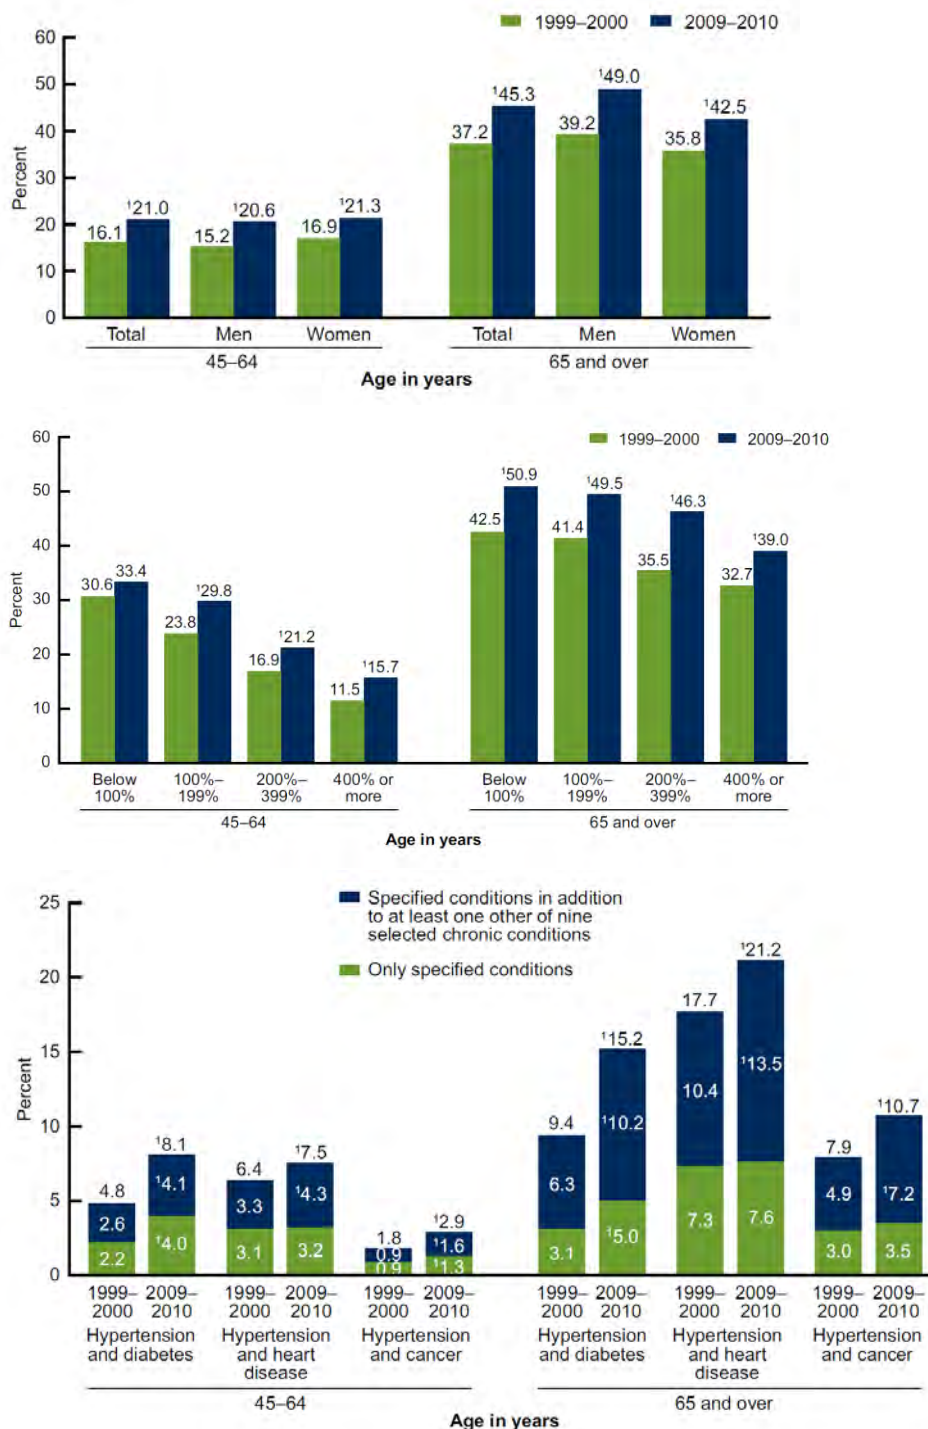 1999–2000 2009–2010
60
50
40
30
20
10
0
Percent
16.1 ¹21.0 15.2 ¹20.6 16.9 ¹21.3 37.2 ¹45.3 39.2 ¹49.0 35.8 ¹42.5
Total Men Women Total Men Women
45–64 65 and over
Age in years
1999–2000 2009–2010
60
50
40
30
20
10
0
Percent
30.6 33.4 23.8 ¹29.8 16.9 ¹21.2 11.5 ¹15.7 42.5 ¹50.9 41.4 ¹49.5 35.5 ¹46.3 32.7 ¹39.0
Below 100%– 200%– 400% or Below 100%– 200%– 400% or
100% 199% 399% more 100% 199% 399% more
45–64 65 and over
Age in years
Specified conditions in addition
to at least one other of nine
selected chronic conditions
Only specified conditions
25
20
15
10
5
0
Percent
4.8 ¹8.1 6.4 ¹7.5 1.8 ¹2.9 9.4 ¹15.2 17.7 ¹21.2 7.9 ¹10.7
2.6 ¹4.1 3.3 ¹4.3 0.9 ¹1.6 6.3 ¹10.2 10.4 ¹13.5 4.9 ¹7.2
2.2 ¹4.0 3.1 3.2 0.9 ¹1.3 3.1 ¹5.0 7.3 7.6 3.0 3.5
1999– 2009– 1999– 2009– 1999– 2009– 1999– 2009– 1999– 2009– 1999– 2009–
2000 2010 2000 2010 2000 2010 2000 2010 2000 2010 2000 2010
Hypertension Hypertension Hypertension Hypertension Hypertension Hypertension
and diabetes and heart and cancer and diabetes and heart and cancer
disease disease
45–64 65 and over
Age in years